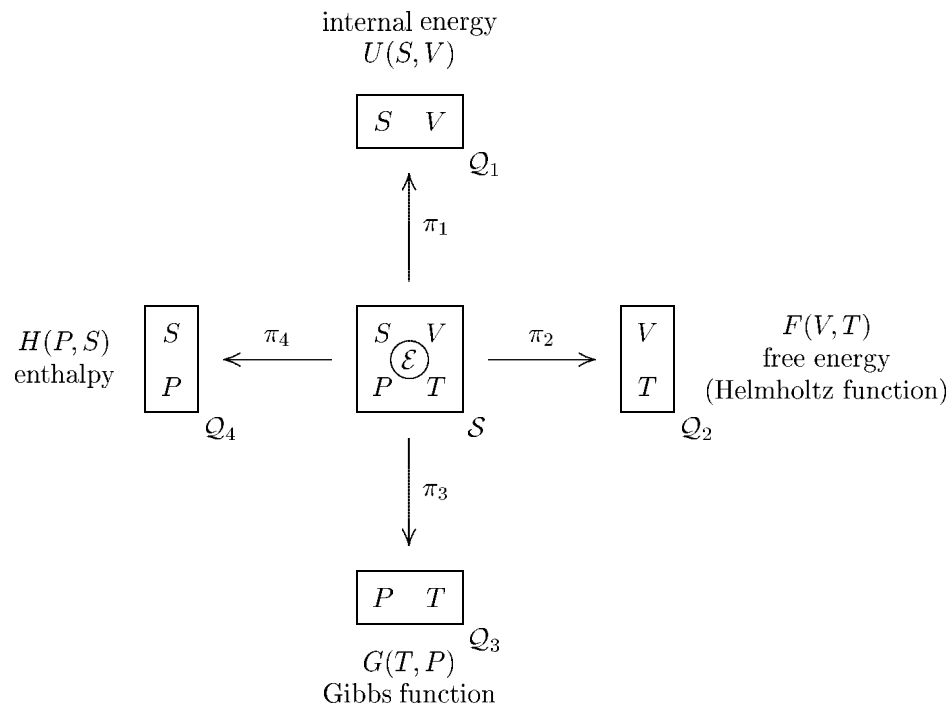 internal energy
U(S, V)
S V
𝒬₁
π₁
H(P, S)
enthalpy
S
P
𝒬₄
π₄
S V
ℰ
P T
𝒮
π₂
V
T
𝒬₂
F(V, T)
free energy
(Helmholtz function)
π₃
P T
𝒬₃
G(T, P)
Gibbs function